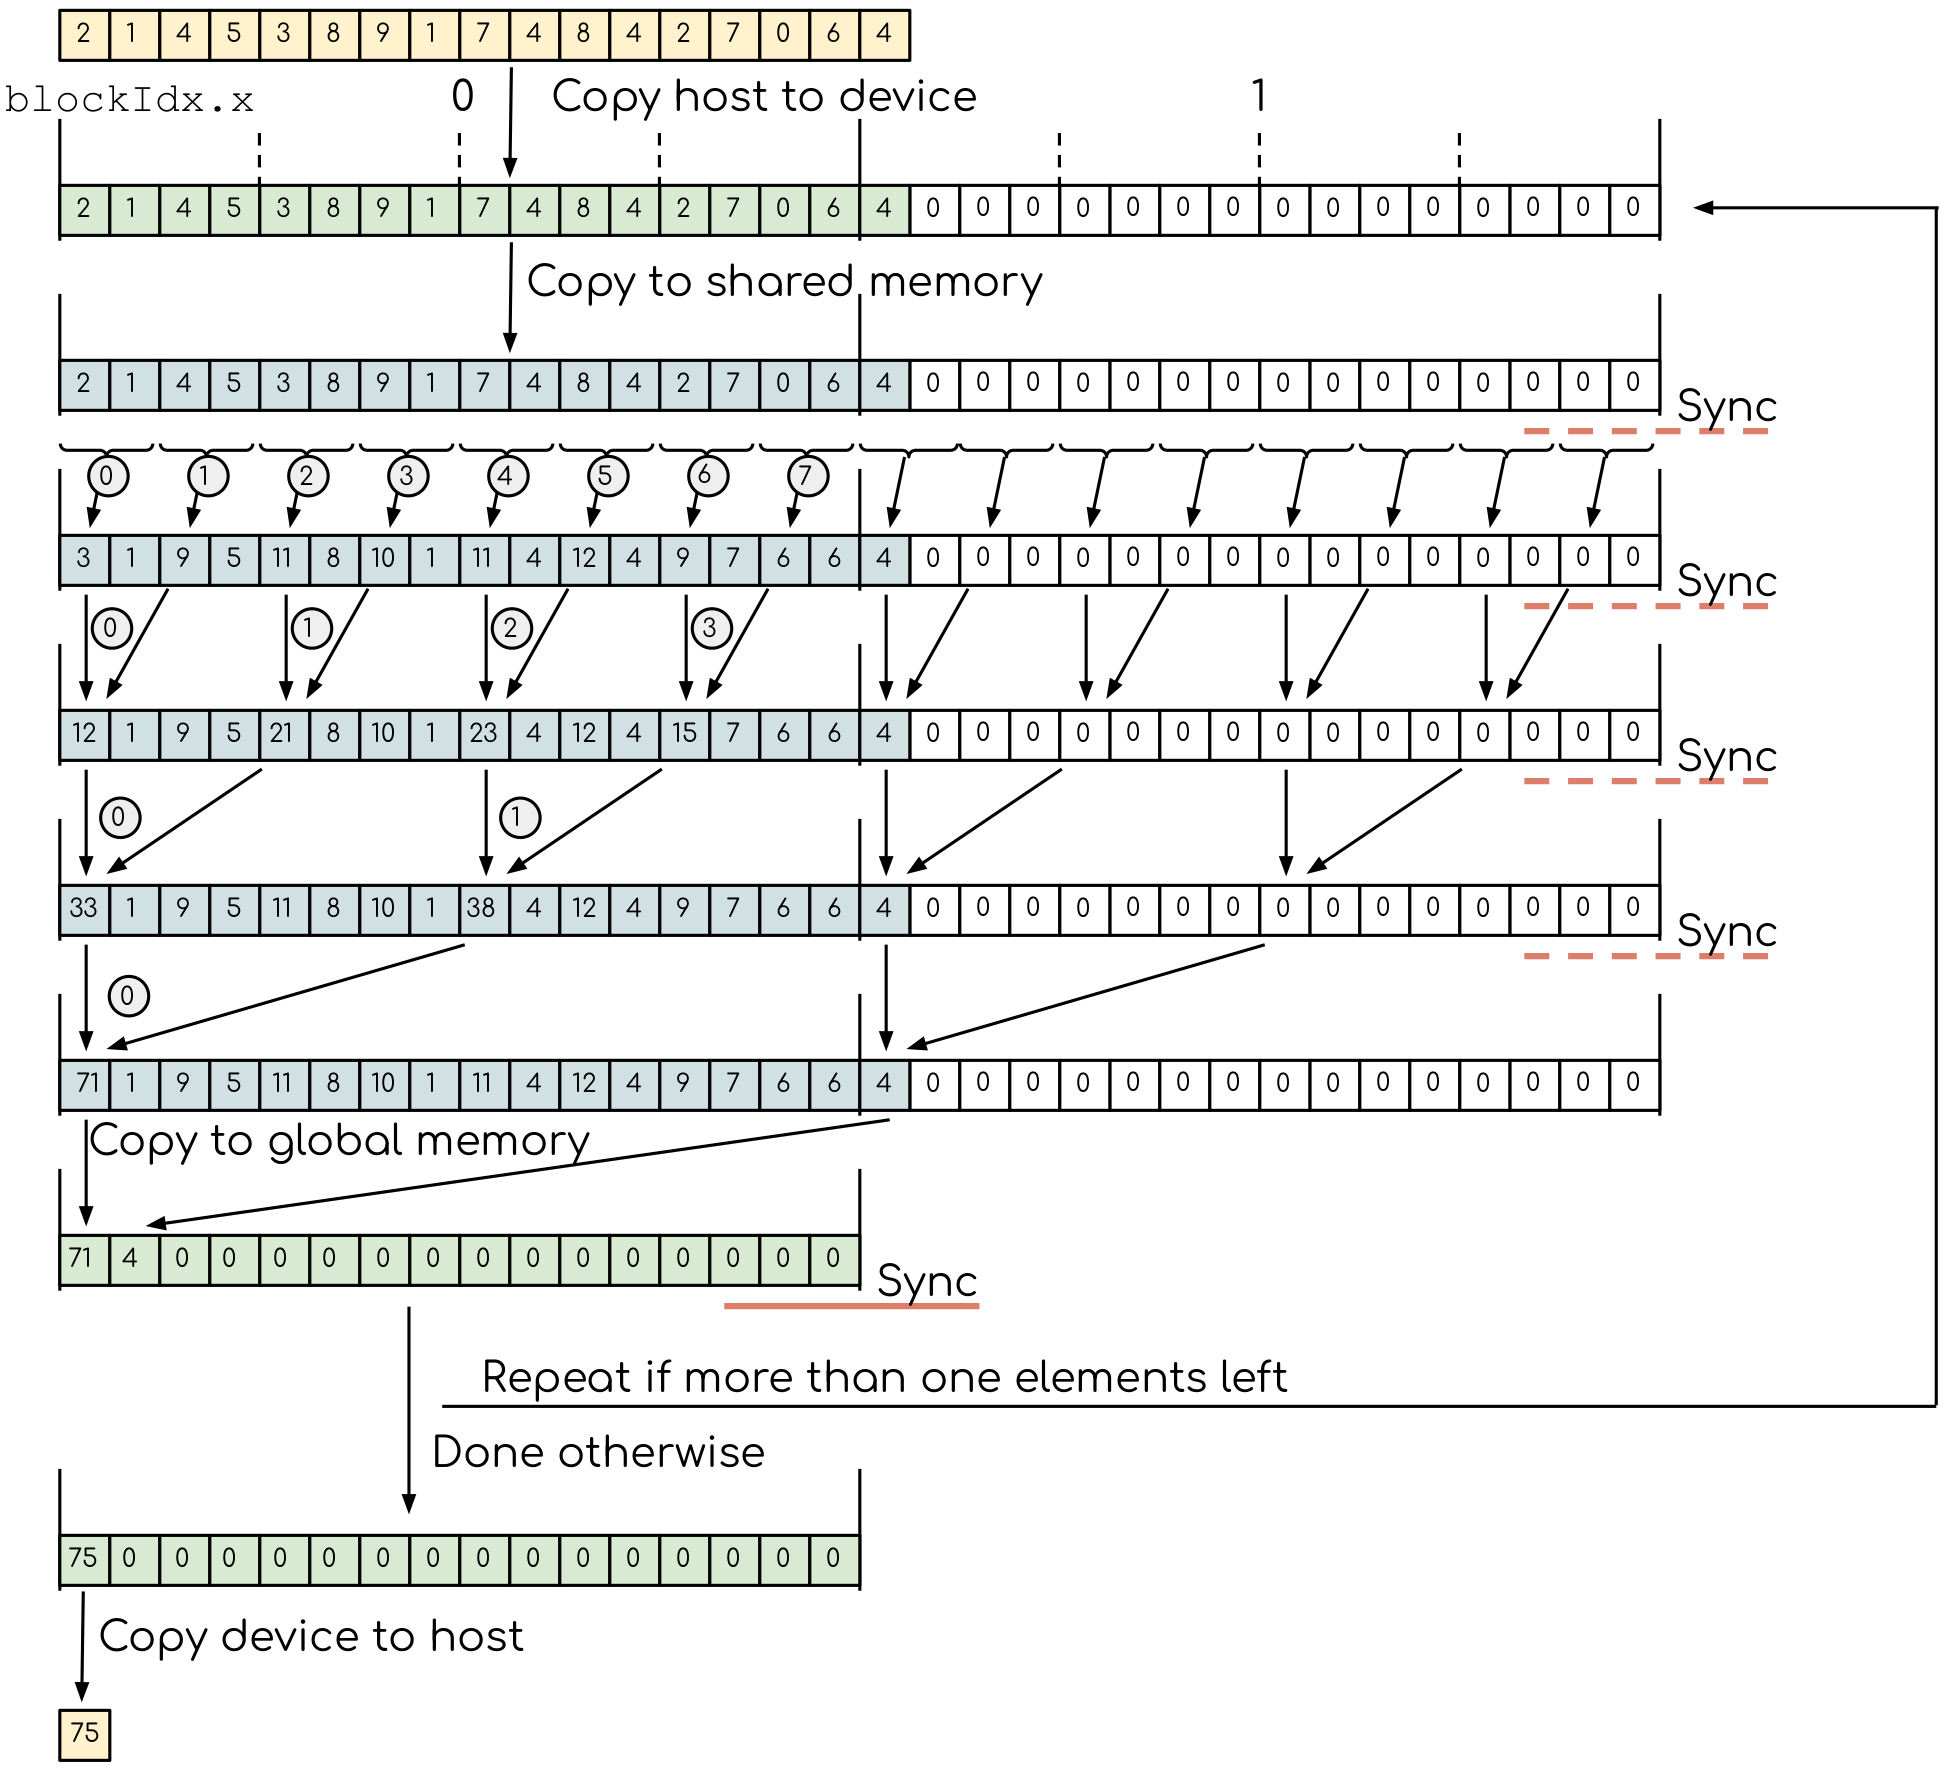 2 1 4 5 3 8 9 1 7 4 8 4 2 7 0 6 4
blockIdx.x 0 Copy host to device 1
2 1 4 5 3 8 9 1 7 4 8 4 2 7 0 6 4 0 0 0 0 0 0 0 0 0 0 0 0 0 0 0
Copy to shared memory
2 1 4 5 3 8 9 1 7 4 8 4 2 7 0 6 4 0 0 0 0 0 0 0 0 0 0 0 0 0 0 0
Sync
0 1 2 3 4 5 6 7
3 1 9 5 11 8 10 1 11 4 12 4 9 7 6 6 4 0 0 0 0 0 0 0 0 0 0 0 0 0 0 0
Sync
0 1 2 3
12 1 9 5 21 8 10 1 23 4 12 4 15 7 6 6 4 0 0 0 0 0 0 0 0 0 0 0 0 0 0 0
Sync
0 1
33 1 9 5 11 8 10 1 38 4 12 4 9 7 6 6 4 0 0 0 0 0 0 0 0 0 0 0 0 0 0 0
Sync
0
71 1 9 5 11 8 10 1 11 4 12 4 9 7 6 6 4 0 0 0 0 0 0 0 0 0 0 0 0 0 0 0
Copy to global memory
71 4 0 0 0 0 0 0 0 0 0 0 0 0 0 0
Sync
Repeat if more than one elements left
Done otherwise
75 0 0 0 0 0 0 0 0 0 0 0 0 0 0 0
Copy device to host
75